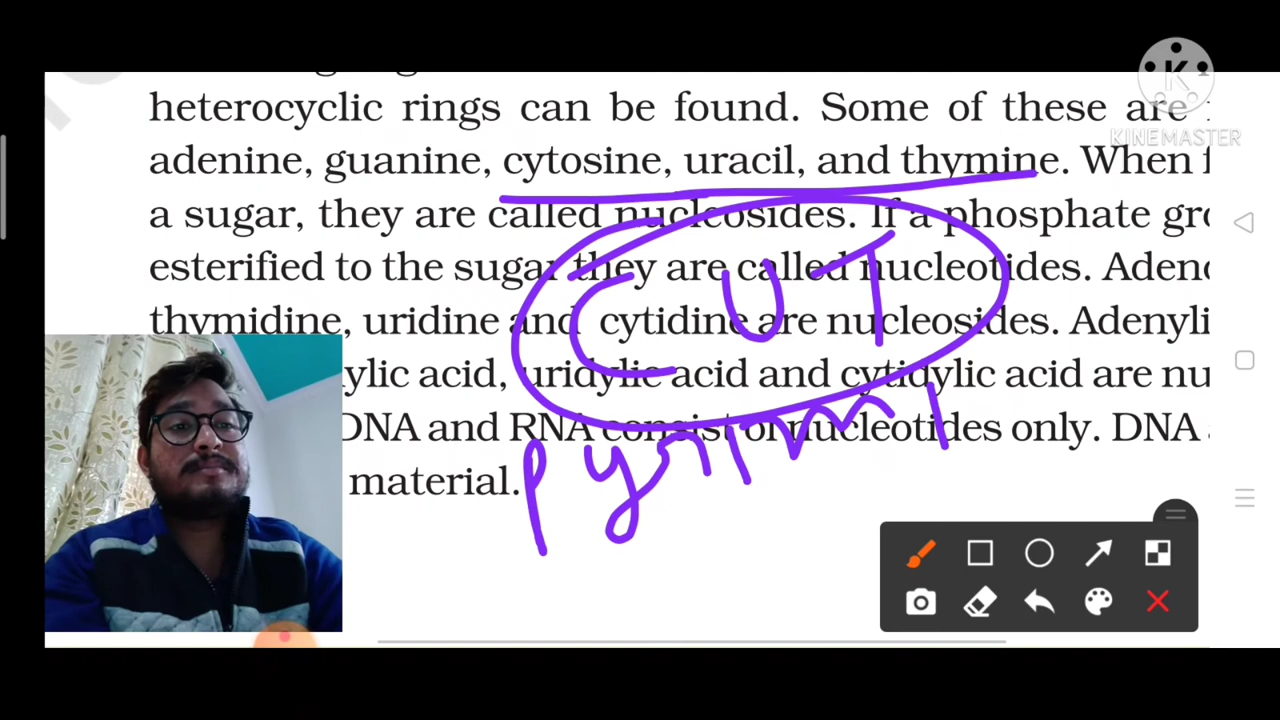 heterocyclic rings can be found. Some of these are
adenine, guanine, cytosine, uracil, and thymine. When
a sugar, they are called nucleosides. If a phosphate gro
esterified to the sugar they are called nucleotides. Adeno
thymidine, uridine and cytidine are nucleosides. Adenyli
ylic acid, uridylic acid and cytidylic acid are nu
DNA and RNA consist of nucleotides only. DNA
material.
CUT
pyrimi
K
KINEMASTER